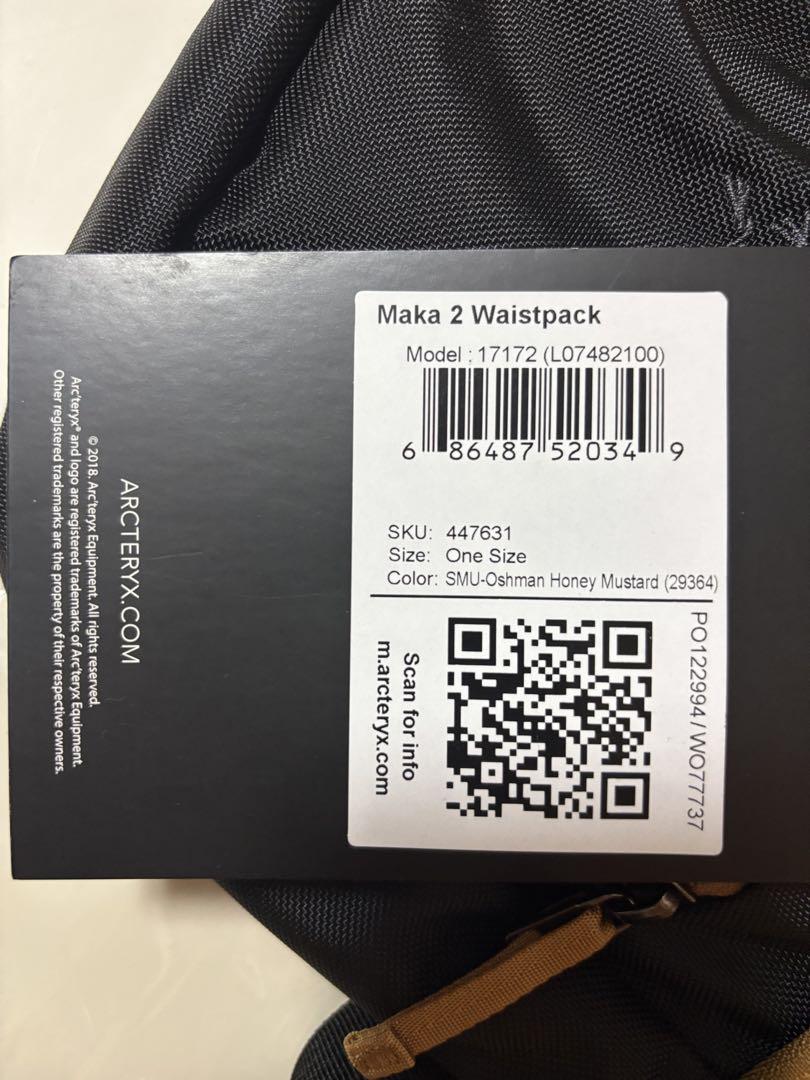 Maka 2 Waistpack
Model : 17172 (L07482100)
6 86487 52034 9
SKU: 447631
Size: One Size
Color: SMU-Oshman Honey Mustard (29364)
Scan for info
m.arcteryx.com
PO122994/WO77737
ARCTERYX.COM
© 2018. Arc'teryx Equipment. All rights reserved.
Arc'teryx® and logo are registered trademarks of Arc'teryx Equipment.
Other registered trademarks are the property of their respective owners.